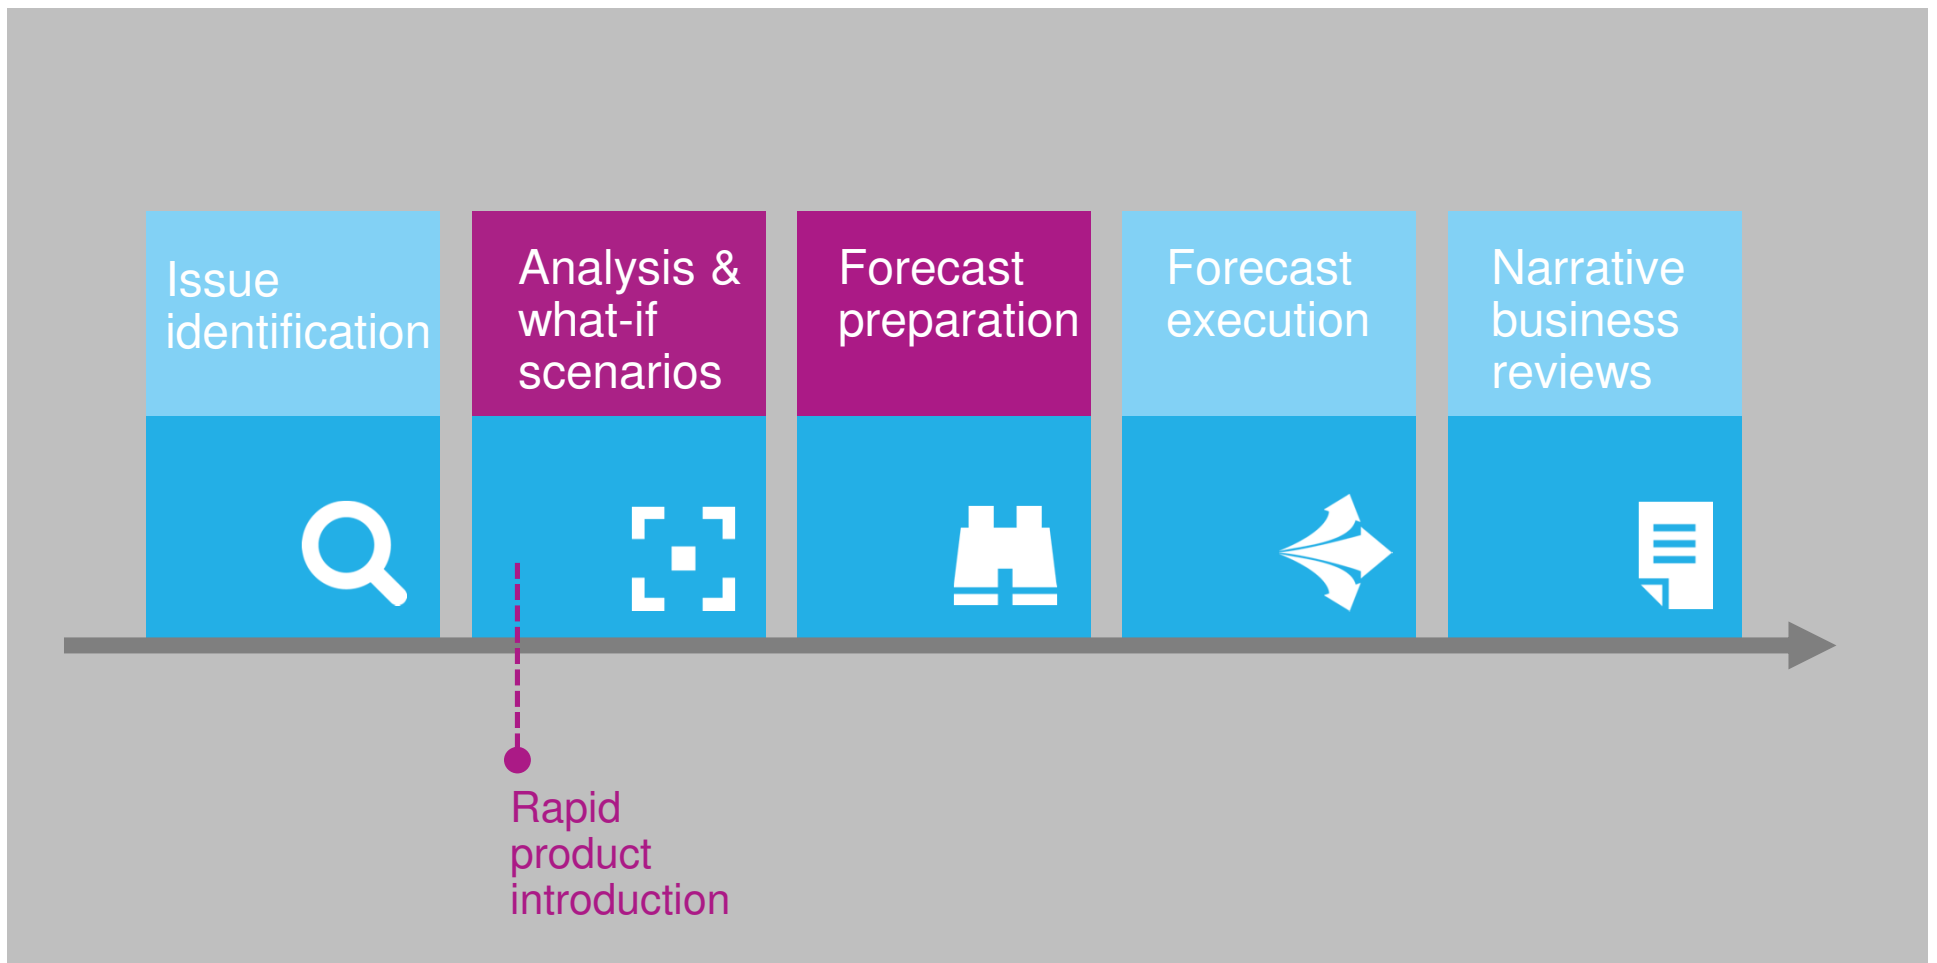 Issue
identification
Analysis &
what-if
scenarios
Forecast
preparation
Forecast
execution
Narrative
business
reviews
Rapid
product
introduction